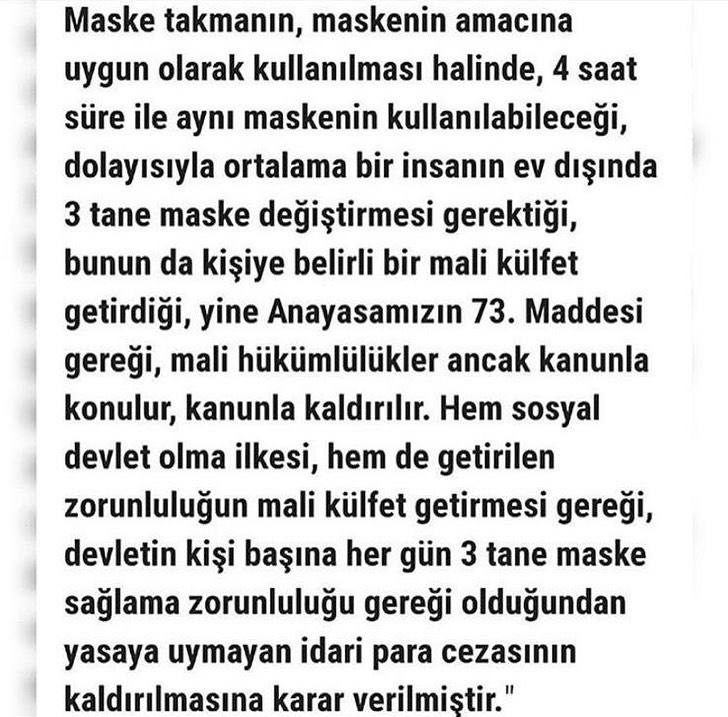 Maske takmanın, maskenin amacına
uygun olarak kullanılması halinde, 4 saat
süre ile aynı maskenin kullanılabileceği,
dolayısıyla ortalama bir insanın ev dışında
3 tane maske değiştirmesi gerektiği,
bunun da kişiye belirli bir mali külfet
getirdiği, yine Anayasamızın 73. Maddesi
gereği, mali hükümlülükler ancak kanunla
konulur, kanunla kaldırılır. Hem sosyal
devlet olma ilkesi, hem de getirilen
zorunluluğun mali külfet getirmesi gereği,
devletin kişi başına her gün 3 tane maske
sağlama zorunluluğu gereği olduğundan
yasaya uymayan idari para cezasının
kaldırılmasına karar verilmiştir."